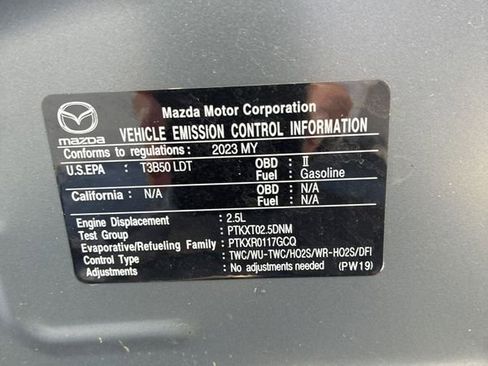 mazda
Mazda Motor Corporation
VEHICLE EMISSION CONTROL INFORMATION
Conforms to regulations: 2023 MY
U.S.EPA : T3B50 LDT OBD : II
Fuel : Gasoline
California : N/A OBD : N/A
Fuel : N/A
Engine Displacement : 2.5L
Test Group : PTKXT02.5DNM
Evaporative/Refueling Family : PTKXR0117GCQ
Control Type : TWC/WU-TWC/HO2S/WR-HO2S/DFI
Adjustments : No adjustments needed (PW19)